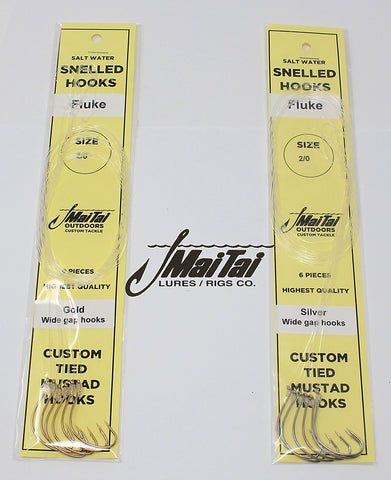 SALT WATER
SNELLED
HOOKS
Fluke
SIZE
MaiTai
OUTDOORS
CUSTOM TACKLE
6 PIECES
HIGHEST QUALITY
Gold
Wide gap hooks
CUSTOM
TIED
MUSTAD
HOOKS
MaiTai
LURES / RIGS CO.
SALT WATER
SNELLED
HOOKS
Fluke
SIZE
2/0
MaiTai
OUTDOORS
CUSTOM TACKLE
6 PIECES
HIGHEST QUALITY
Silver
Wide gap hooks
CUSTOM
TIED
MUSTAD
HOOKS